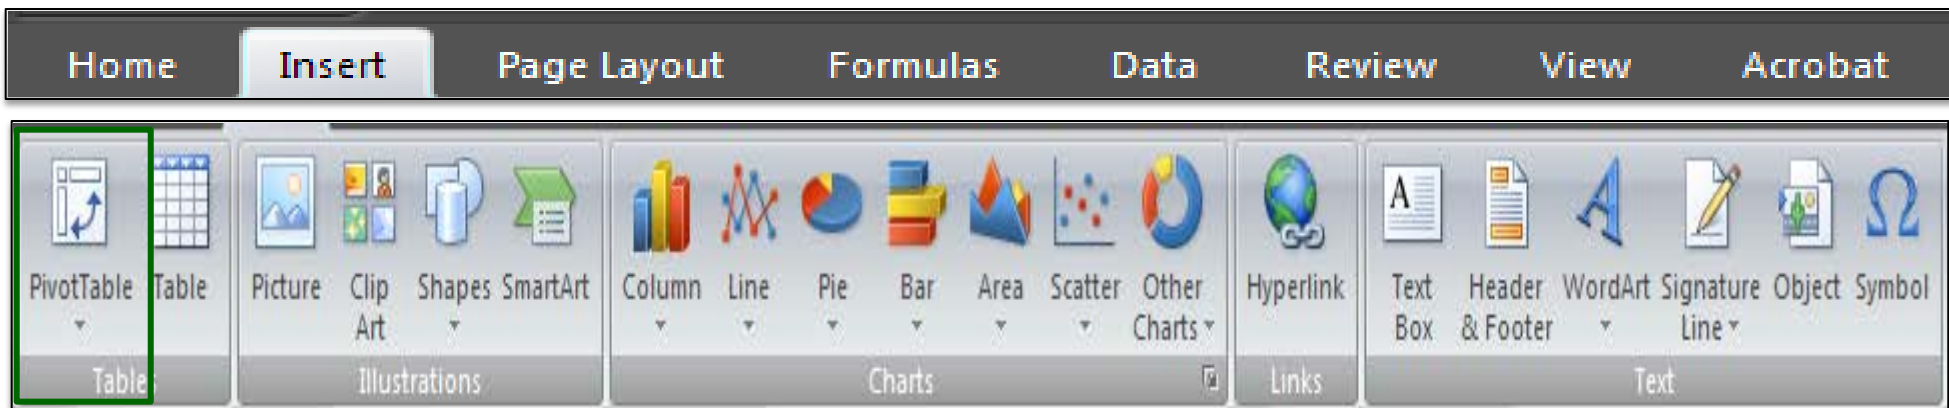 Home Insert Page Layout Formulas Data Review View Acrobat
PivotTable Table Picture Clip Art Shapes SmartArt Column Line Pie Bar Area Scatter Other Charts Hyperlink Text Box Header & Footer WordArt Signature Line Object Symbol
Tables Illustrations Charts Links Text